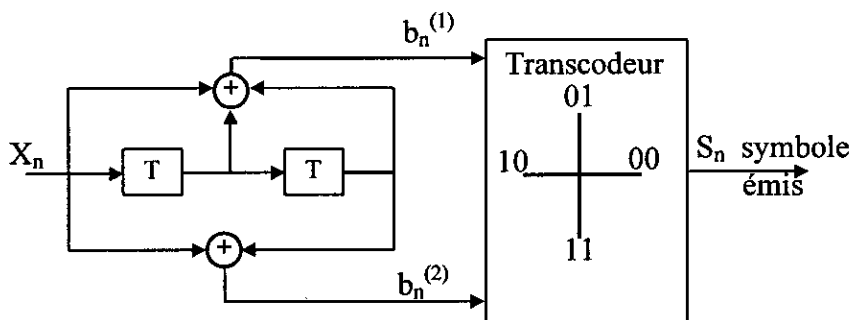 b_n^(1)
Transcodeur
01
+
X_n
T
T
10
00
S_n symbole
émis
+
11
b_n^(2)